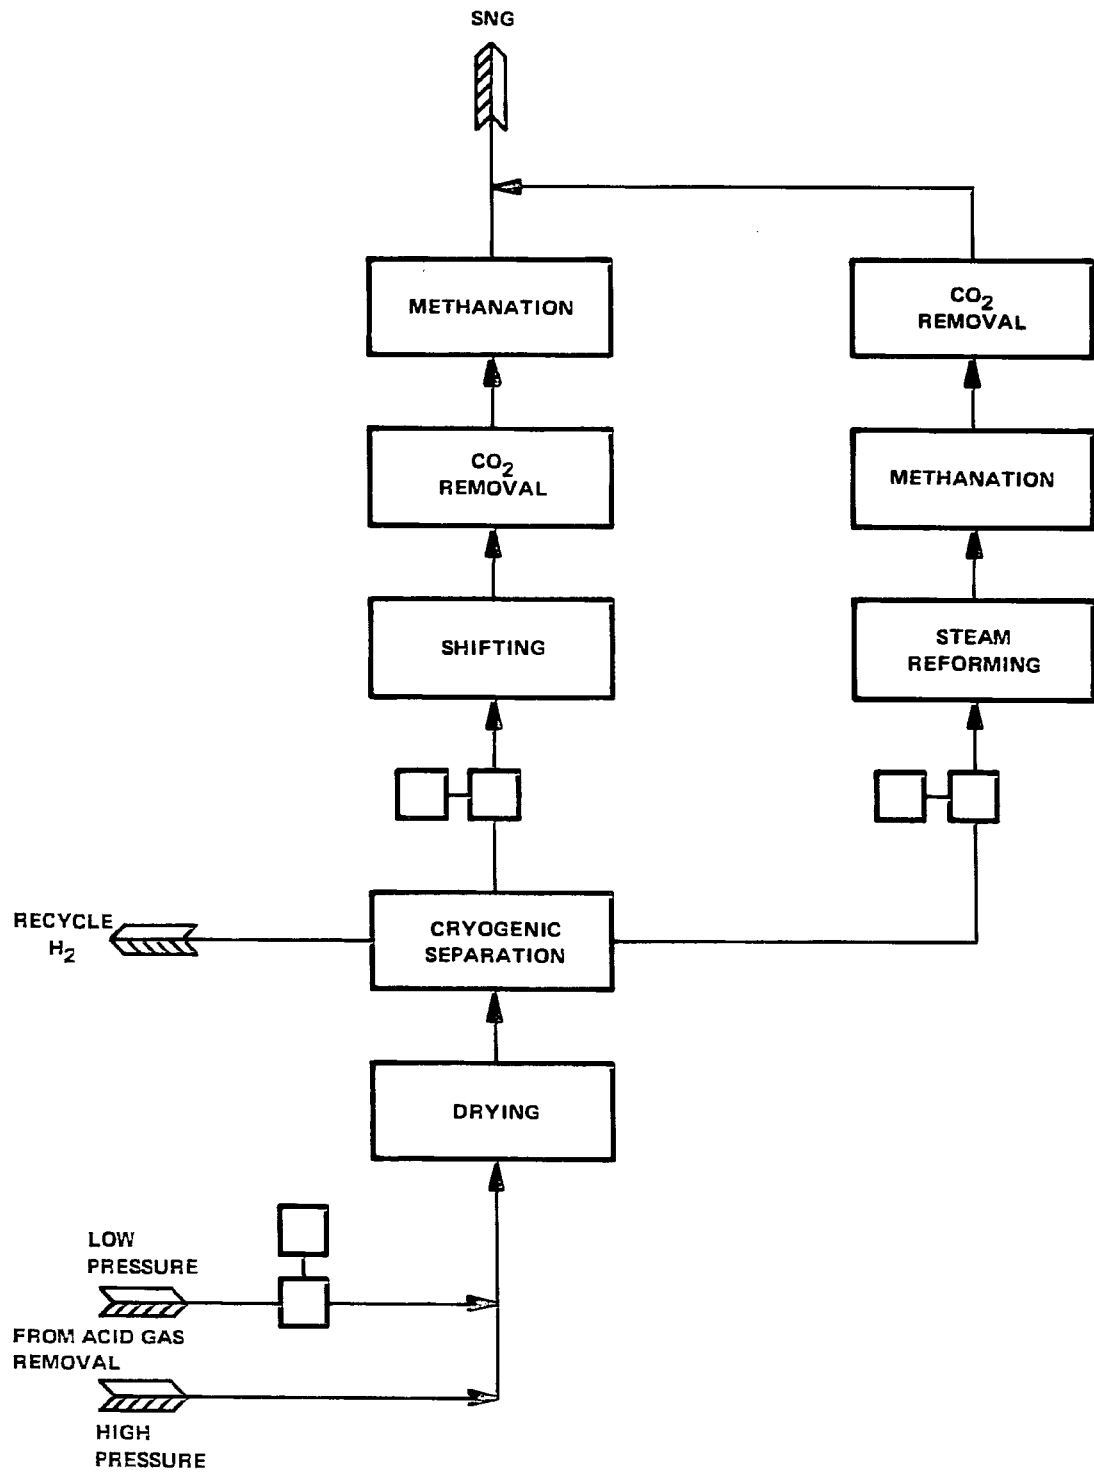 SNG
METHANATION
CO2
REMOVAL
CO2
REMOVAL
METHANATION
SHIFTING
STEAM
REFORMING
RECYCLE
H2
CRYOGENIC
SEPARATION
DRYING
LOW
PRESSURE
FROM ACID GAS
REMOVAL
HIGH
PRESSURE